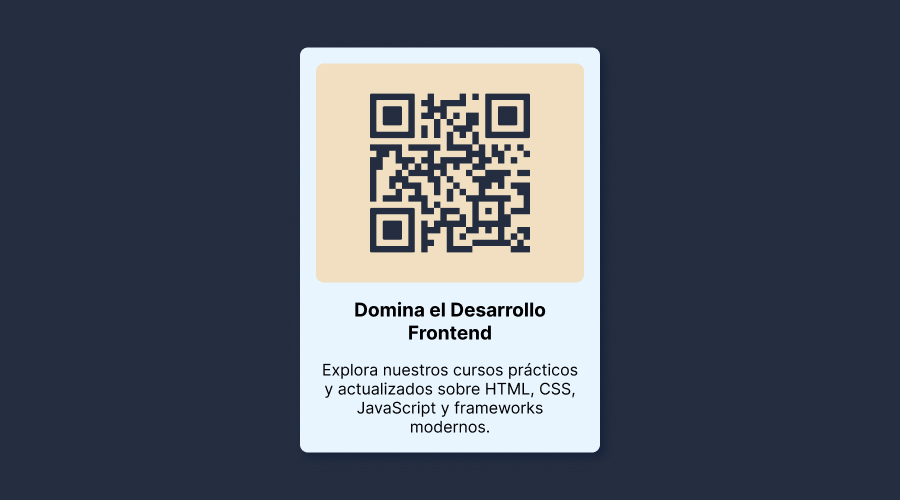 Domina el Desarrollo
Frontend
Explora nuestros cursos prácticos
y actualizados sobre HTML, CSS,
JavaScript y frameworks
modernos.